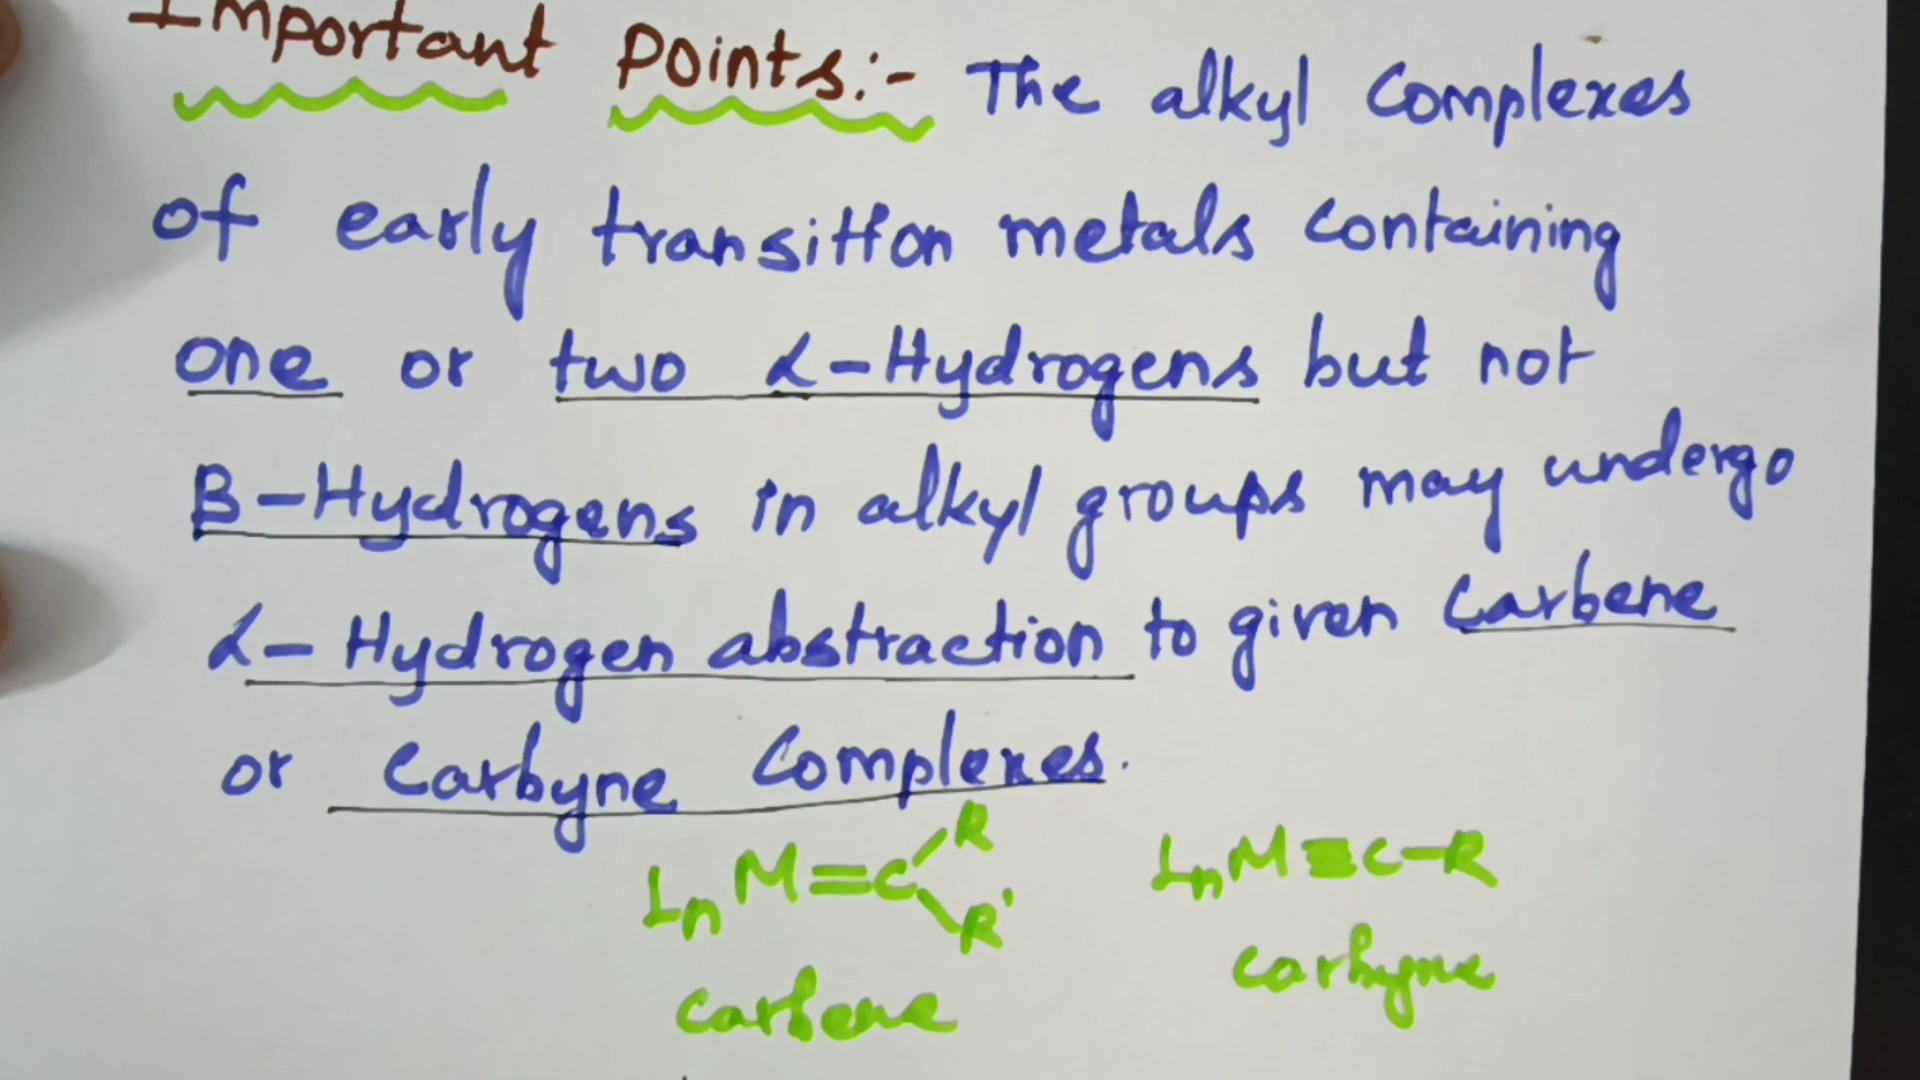 Important Points:- The alkyl Complexes
of early transition metals containing
one or two α-Hydrogens but not
β-Hydrogens in alkyl groups may undergo
α-Hydrogen abstraction to given Carbene
or Carbyne Complexes.
LnM=C R R'
LnM≡C-R
carbene
carbyne